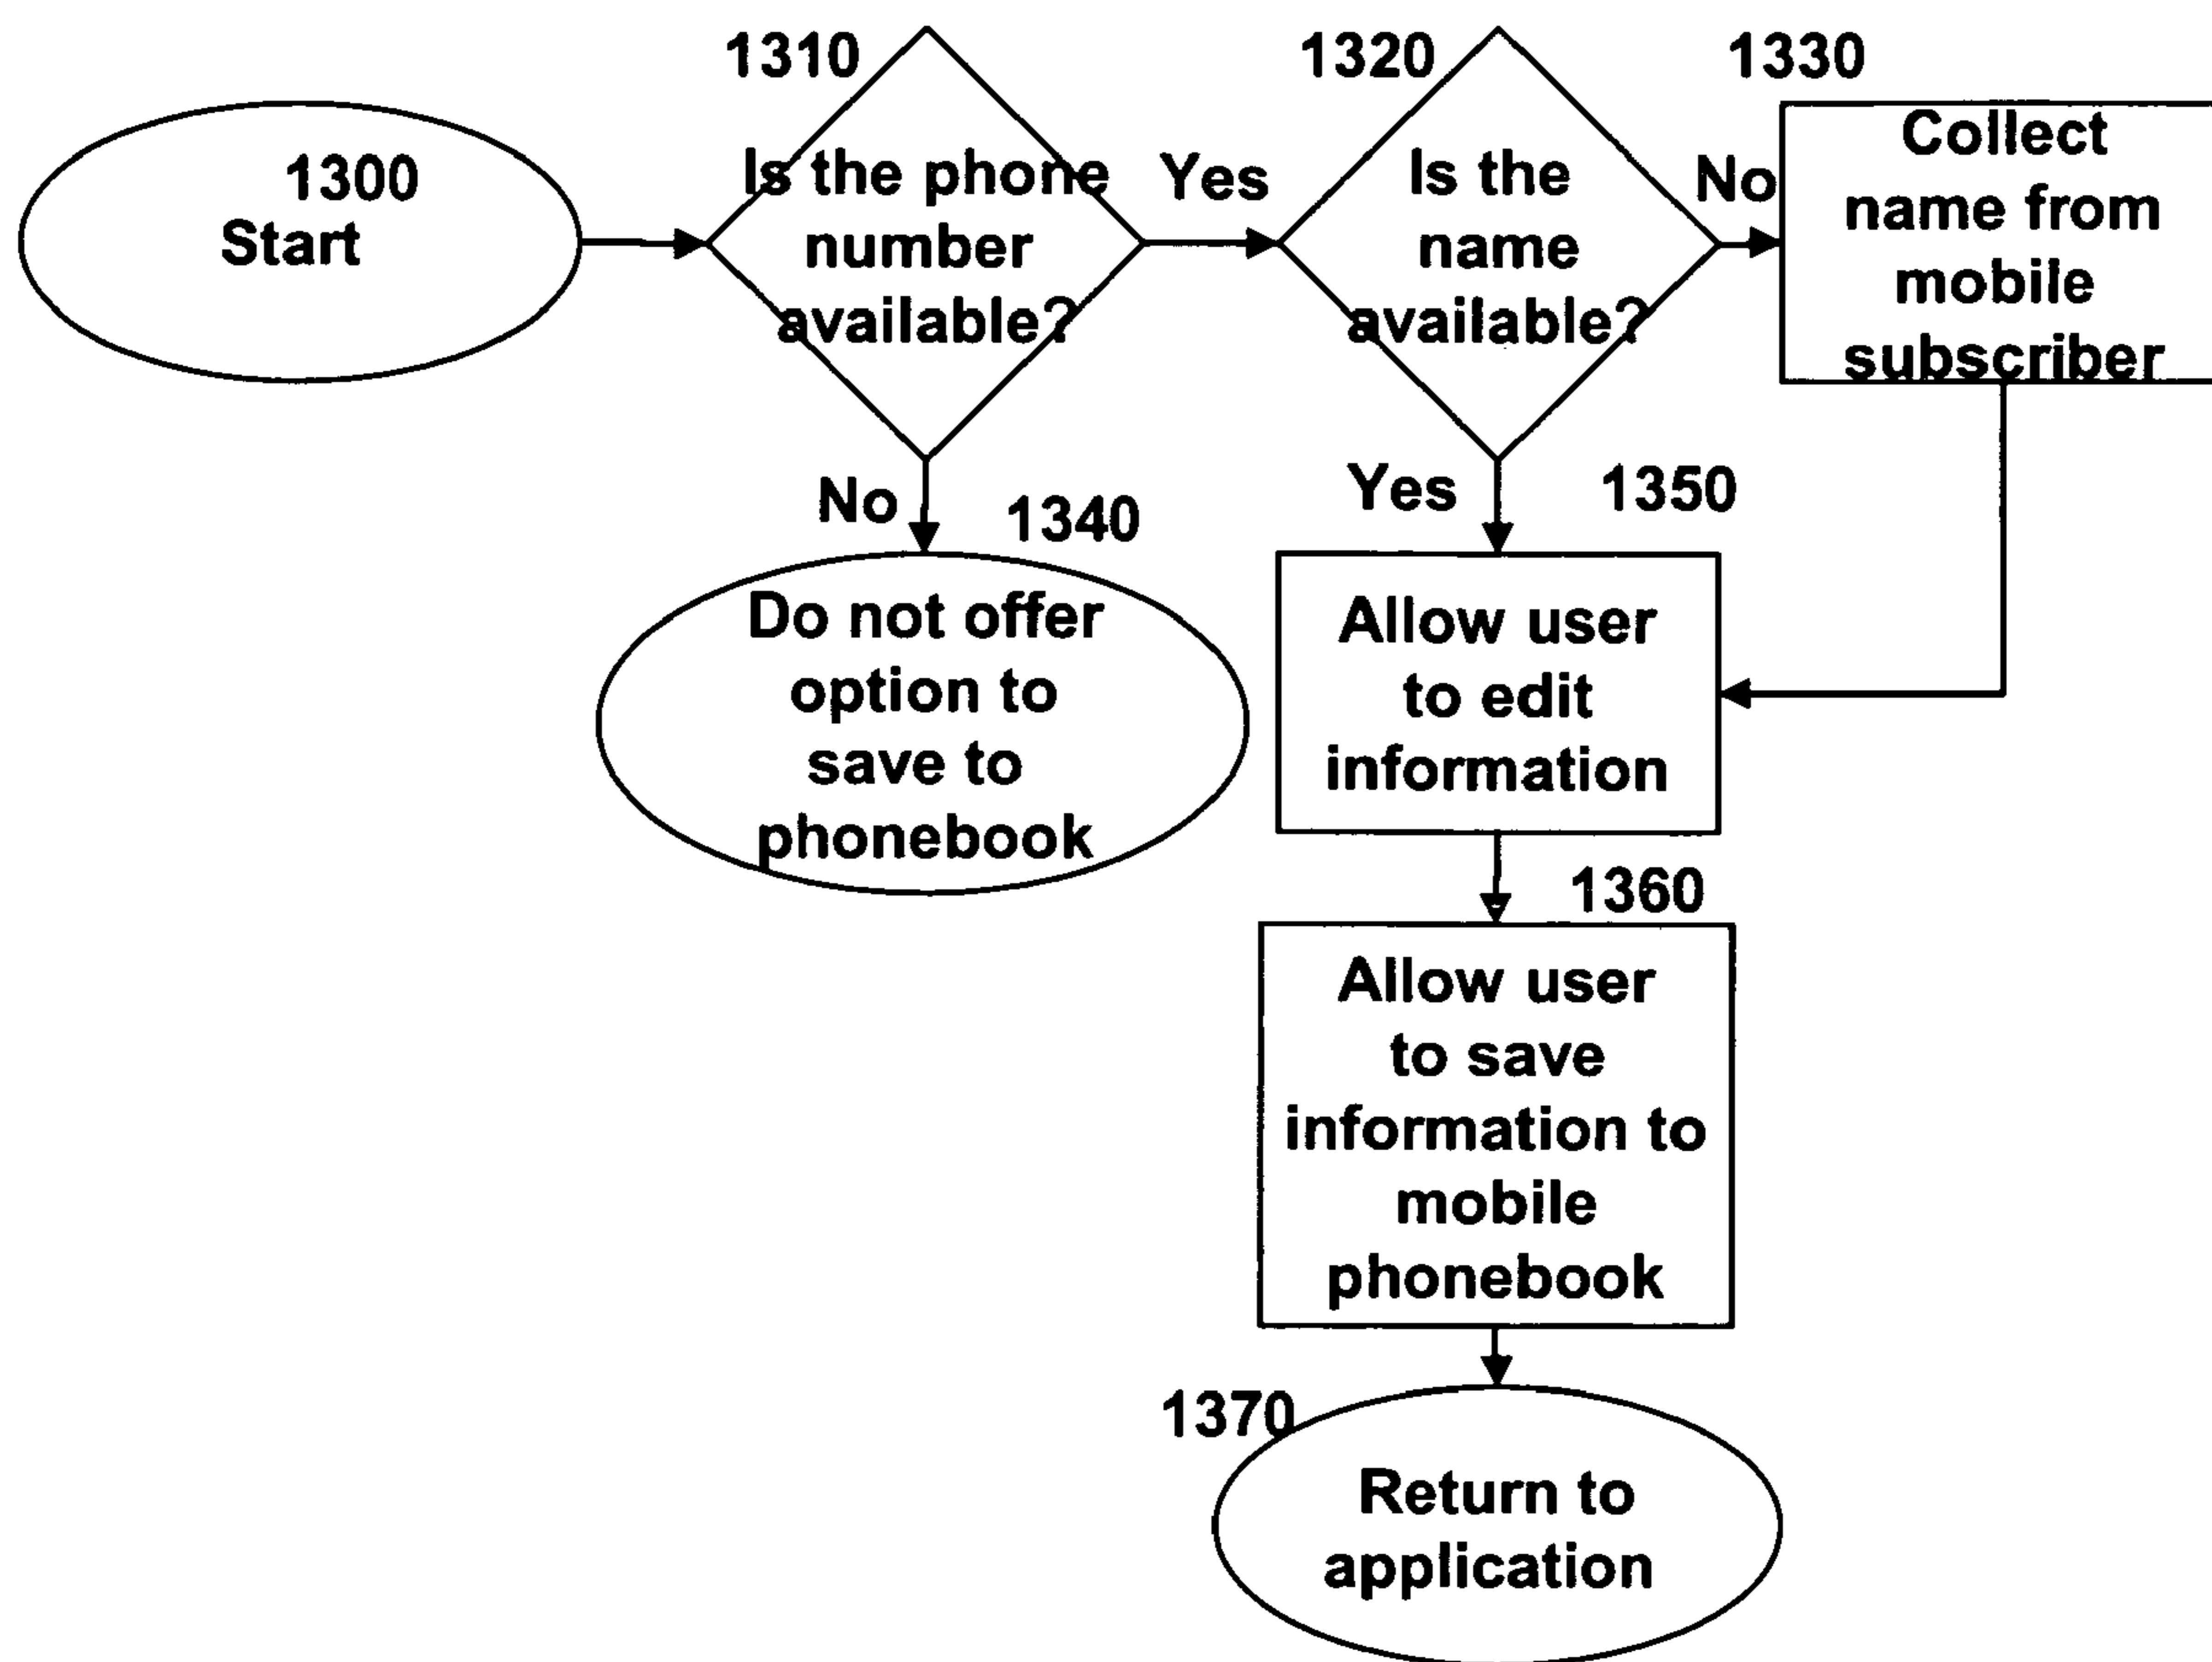 1300
Start
1310
Is the phone
number
available?
Yes
1320
Is the
name
available?
No
1330
Collect
name from
mobile
subscriber
No
1340
Do not offer
option to
save to
phonebook
Yes
1350
Allow user
to edit
information
1360
Allow user
to save
information to
mobile
phonebook
1370
Return to
application